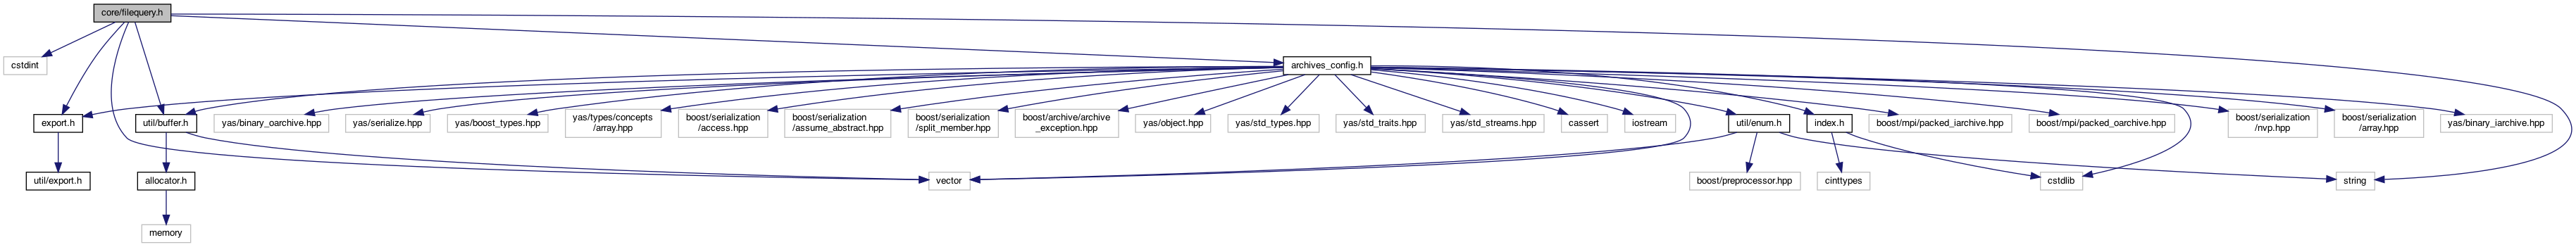 core/filequery.h
cstdint
archives_config.h
export.h
util/buffer.h
yas/binary_oarchive.hpp
yas/serialize.hpp
yas/boost_types.hpp
yas/types/concepts
/array.hpp
boost/serialization
/access.hpp
boost/serialization
/assume_abstract.hpp
boost/serialization
/split_member.hpp
boost/archive/archive
_exception.hpp
yas/object.hpp
yas/std_types.hpp
yas/std_traits.hpp
yas/std_streams.hpp
cassert
iostream
util/enum.h
index.h
boost/mpi/packed_iarchive.hpp
boost/mpi/packed_oarchive.hpp
boost/serialization
/nvp.hpp
boost/serialization
/array.hpp
yas/binary_iarchive.hpp
util/export.h
allocator.h
vector
boost/preprocessor.hpp
cinttypes
cstdlib
string
memory